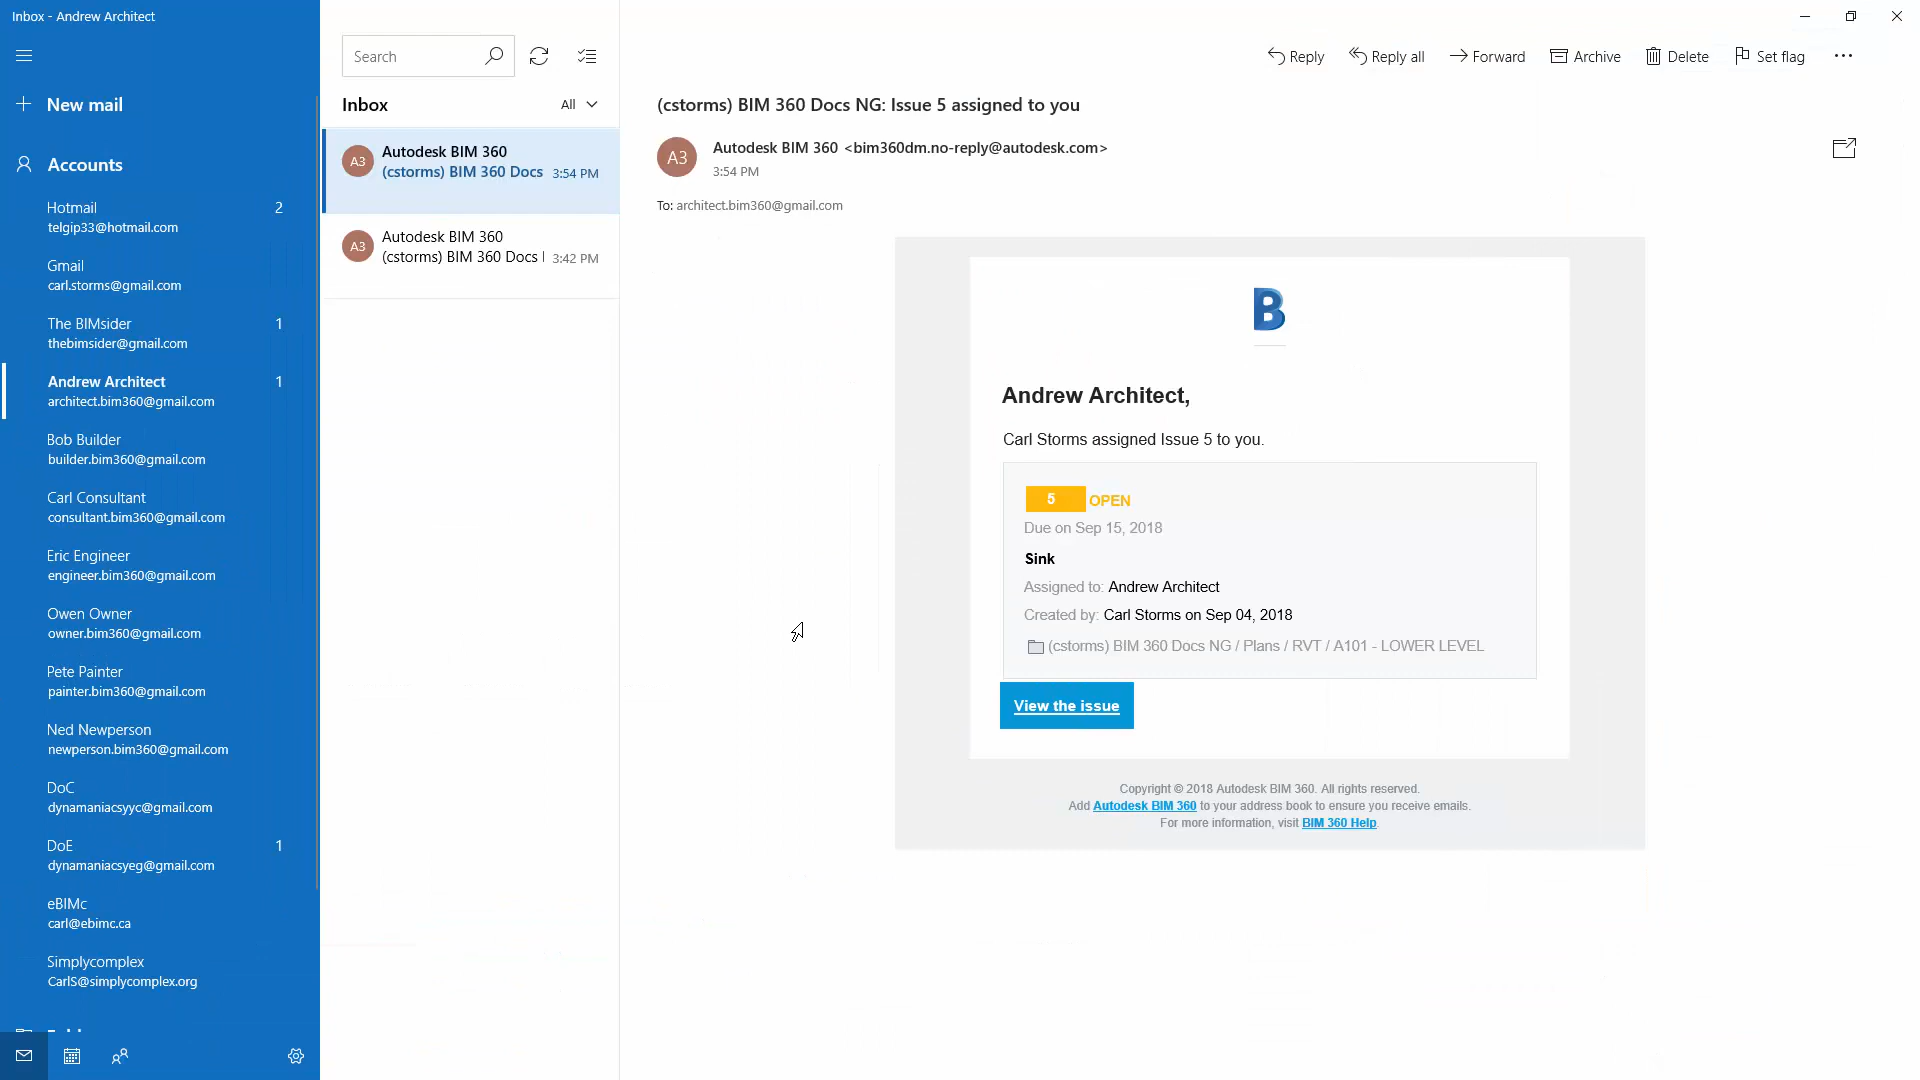 Inbox - Andrew Architect
New mail
Accounts
Hotmail 2
telgip33@hotmail.com
Gmail
carl.storms@gmail.com
The BIMsider 1
thebimsider@gmail.com
Andrew Architect 1
architect.bim360@gmail.com
Bob Builder
builder.bim360@gmail.com
Carl Consultant
consultant.bim360@gmail.com
Eric Engineer
engineer.bim360@gmail.com
Owen Owner
owner.bim360@gmail.com
Pete Painter
painter.bim360@gmail.com
Ned Newperson
newperson.bim360@gmail.com
DoC
dynamaniacsyyc@gmail.com
DoE 1
dynamaniacsyeg@gmail.com
eBIMc
carl@ebimc.ca
Simplycomplex
CarlS@simplycomplex.org
Search
Inbox All
A3 Autodesk BIM 360
(cstorms) BIM 360 Docs 3:54 PM
A3 Autodesk BIM 360
(cstorms) BIM 360 Docs 3:42 PM
Reply Reply all Forward Archive Delete Set flag
(cstorms) BIM 360 Docs NG: Issue 5 assigned to you
A3 Autodesk BIM 360 <bim360dm.no-reply@autodesk.com>
3:54 PM
To: architect.bim360@gmail.com
B
Andrew Architect,
Carl Storms assigned Issue 5 to you.
5 OPEN
Due on Sep 15, 2018
Sink
Assigned to: Andrew Architect
Created by: Carl Storms on Sep 04, 2018
(cstorms) BIM 360 Docs NG / Plans / RVT / A101 - LOWER LEVEL
View the issue
Copyright © 2018 Autodesk BIM 360. All rights reserved.
Add Autodesk BIM 360 to your address book to ensure you receive emails.
For more information, visit BIM 360 Help.